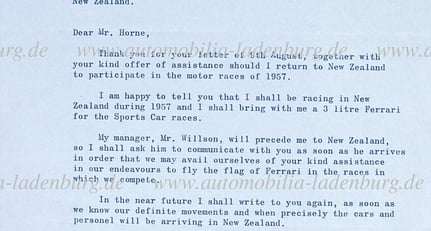 New Zealand.
Dear Mr. Horne,
Thank you for your letter of 9th August, together with
your kind offer of assistance should I return to New Zealand
to participate in the motor races of 1957.
I am happy to tell you that I shall be racing in New
Zealand during 1957 and I shall bring with me a 3 litre Ferrari
for the Sports Car races.
My manager, Mr. Willson, will precede me to New Zealand,
so I shall ask him to communicate with you as soon as he arrives
in order that we may avail ourselves of your kind assistance
in our endeavours to fly the flag of Ferrari in the races in
which we compete.
In the near future I shall write to you again, as soon as
we know our definite movements and when precisely the cars and
personel will be arriving in New Zealand.
urg.de www.automobilia-ladenburg.de
a-ladenburg.de www.automobilia-ladenburg.de